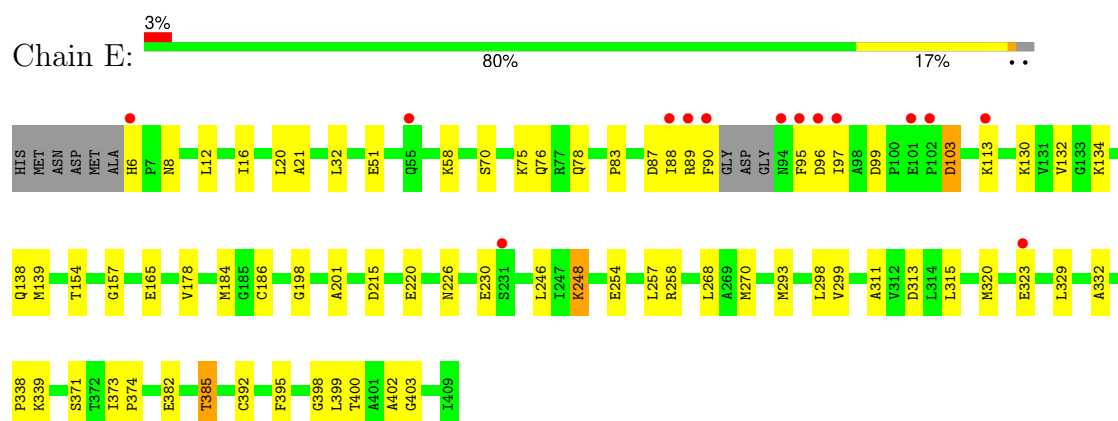 3%
Chain E:
80%
17%
• •
HIS MET ASN ASP MET ALA H6 P7 N8 L12 I16 L20 A21 L32 E51 Q55 K58 S70 K75 Q76 R77 Q78 P83 D87 I88 R89 F90 GLY ASP GLY N94 F95 D96 I97 A98 D99 P100 E101 P102 D103 K113 K130 V131 V132 G133 K134
Q138 M139 T154 G157 E165 V178 M184 G185 C186 G198 A201 D215 E220 N226 E230 S231 L246 I247 K248 E254 L257 R258 L268 A269 M270 M293 L298 V299 A311 V312 D313 L314 L315 M320 E323 L329 A332
P338 K339 S371 T372 I373 P374 E382 T385 C392 F395 G398 L399 T400 A401 A402 G403 I409